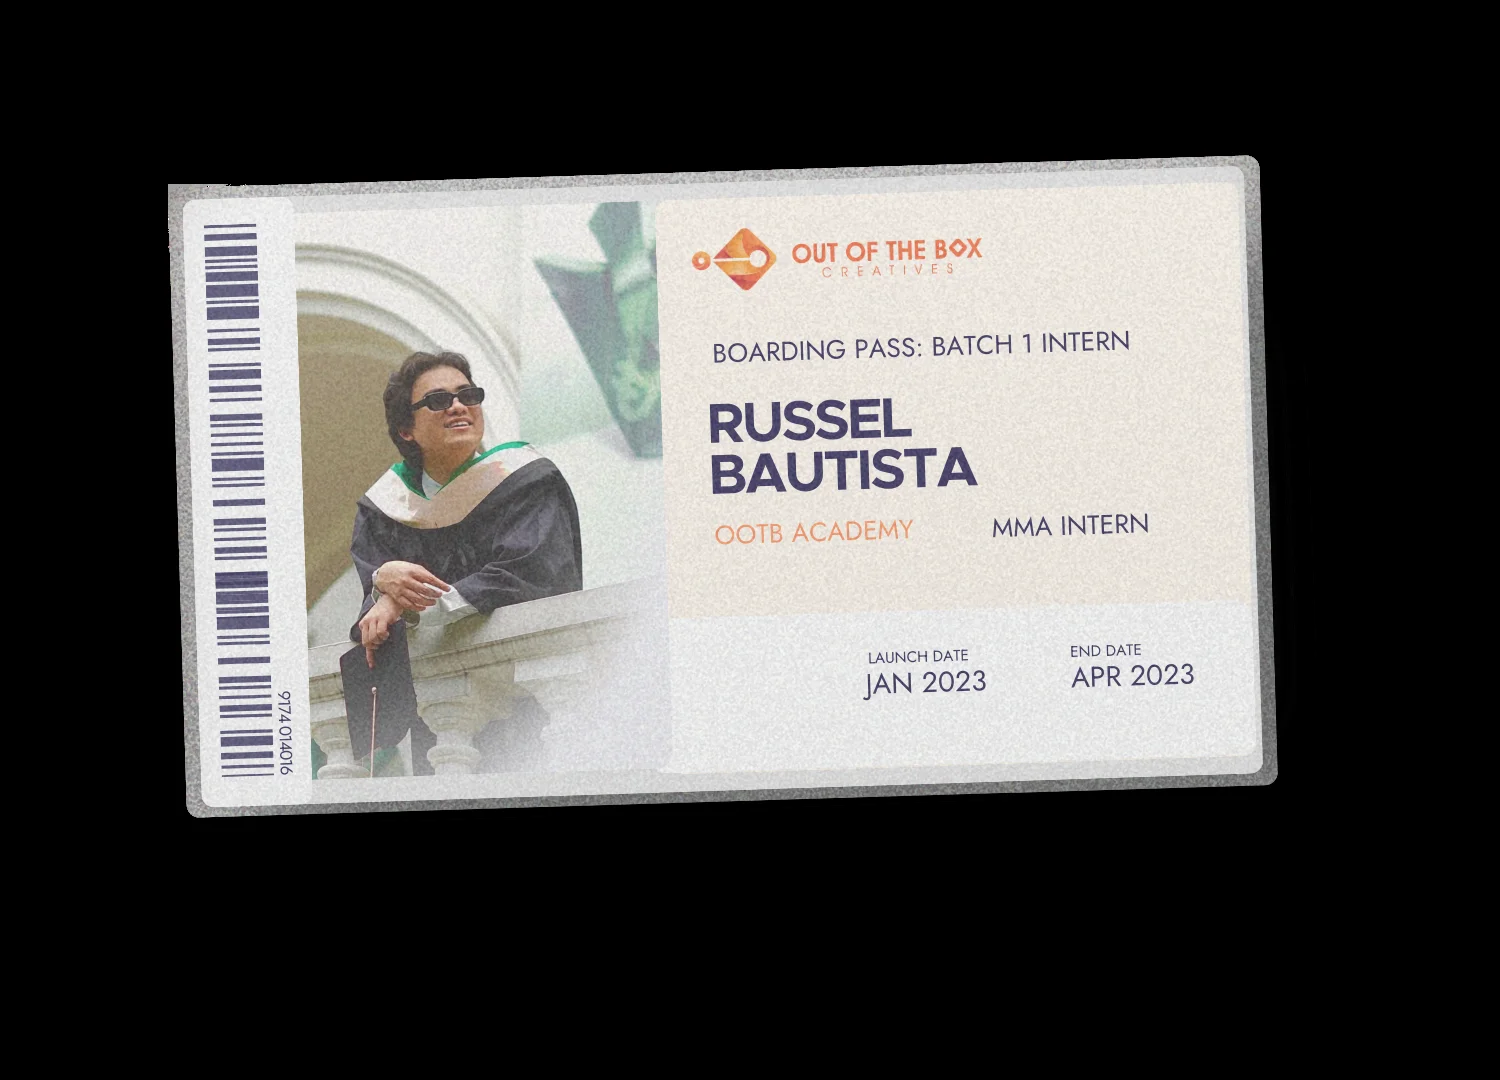 OUT OF THE BOX
CREATIVES
BOARDING PASS: BATCH 1 INTERN
RUSSEL
BAUTISTA
OOTB ACADEMY
MMA INTERN
LAUNCH DATE
JAN 2023
END DATE
APR 2023
9174 014016